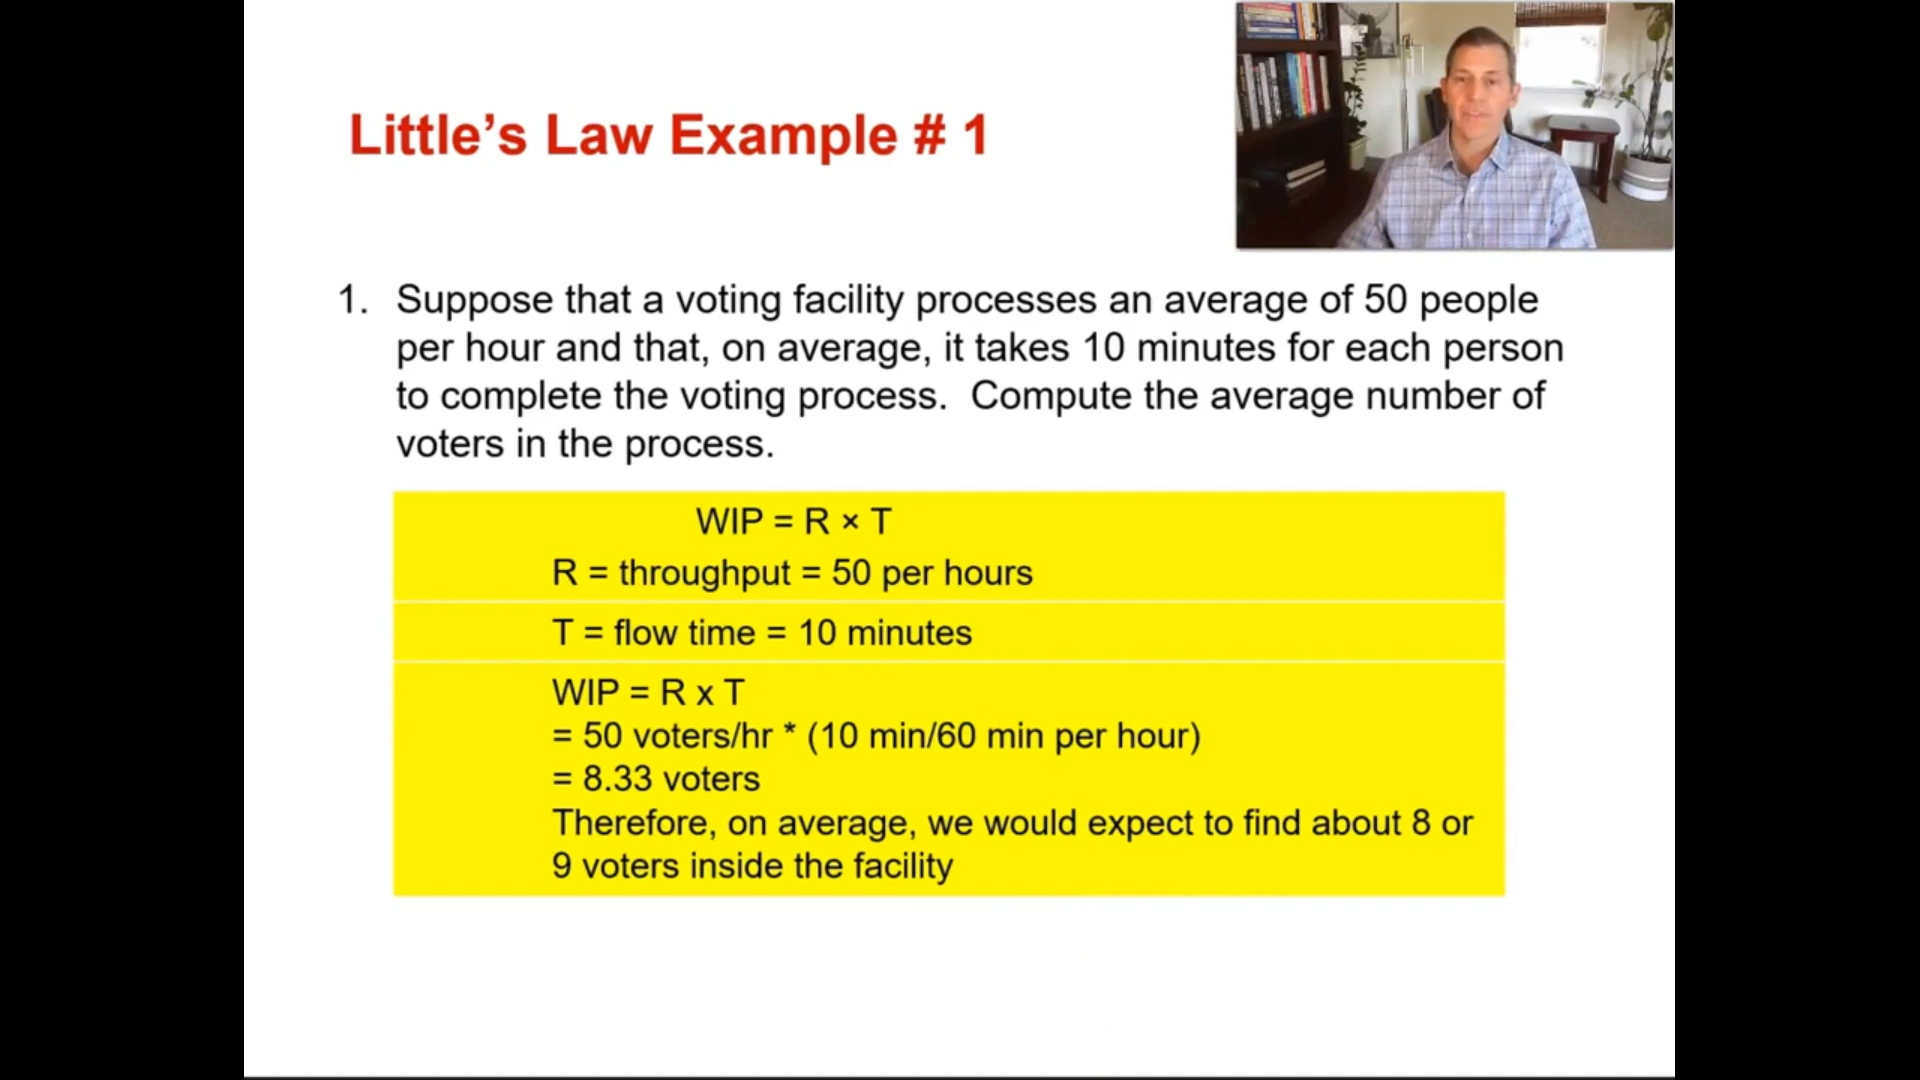 Little’s Law Example # 1
1. Suppose that a voting facility processes an average of 50 people
per hour and that, on average, it takes 10 minutes for each person
to complete the voting process. Compute the average number of
voters in the process.
WIP = R × T
R = throughput = 50 per hours
T = flow time = 10 minutes
WIP = R x T
= 50 voters/hr * (10 min/60 min per hour)
= 8.33 voters
Therefore, on average, we would expect to find about 8 or
9 voters inside the facility